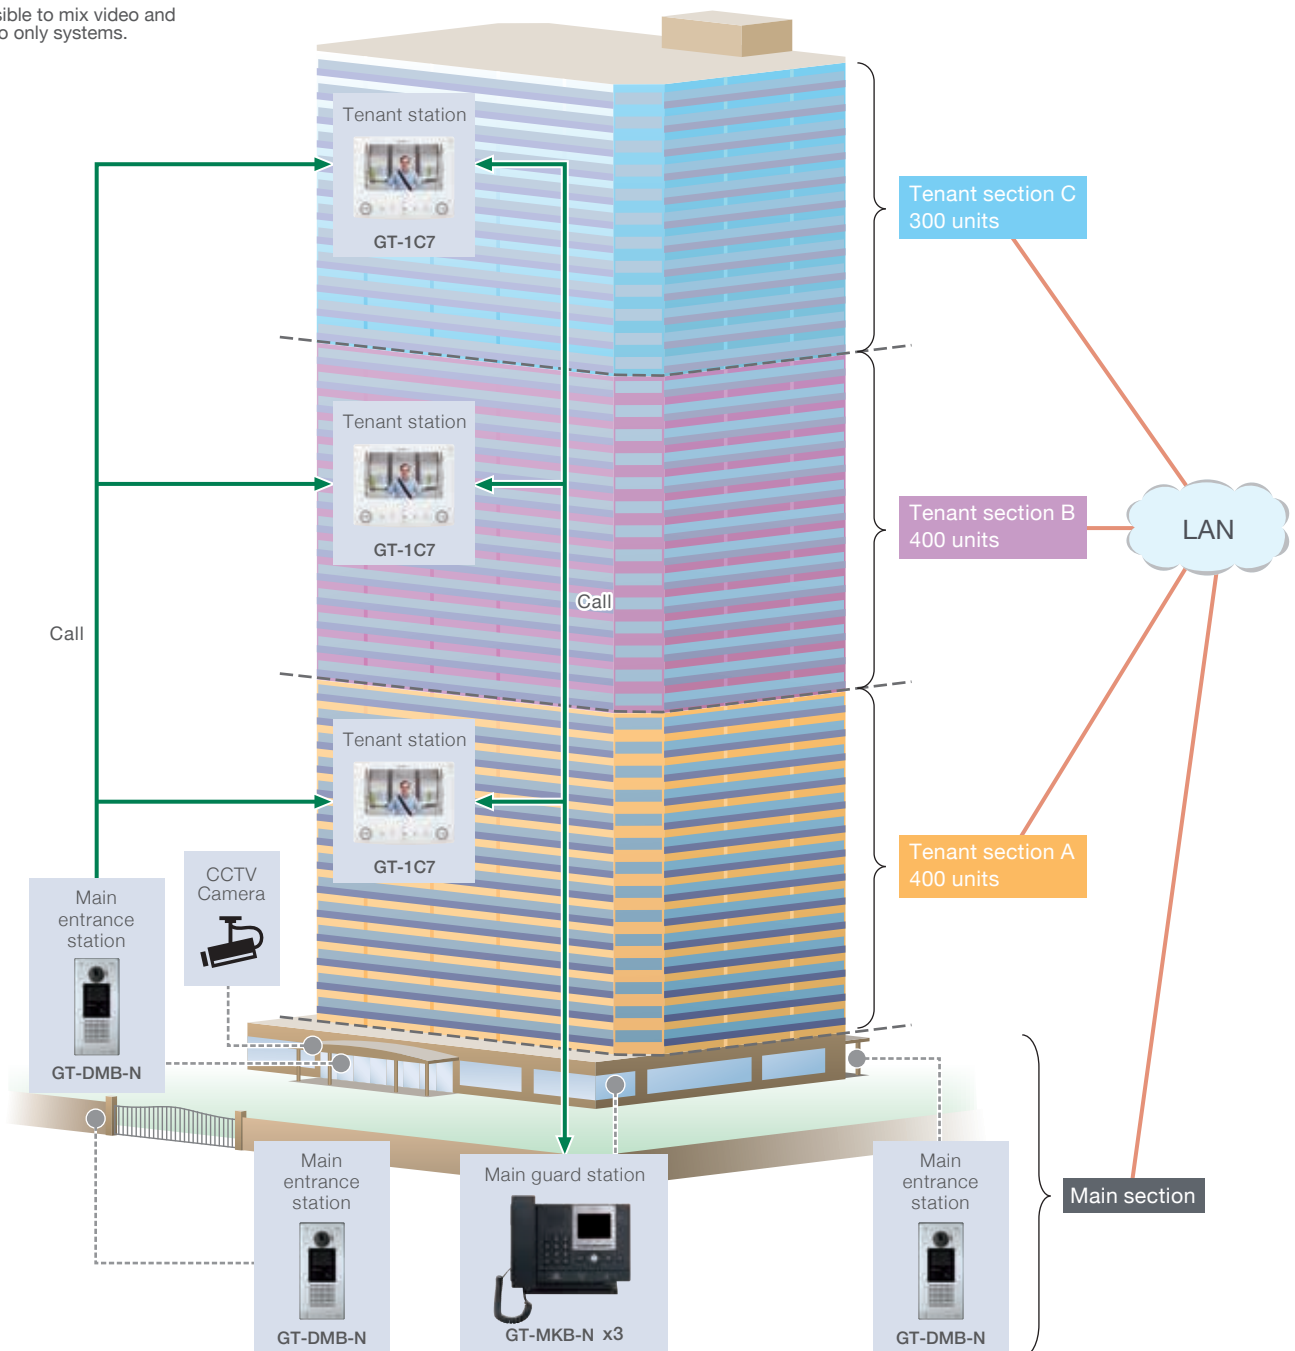 sible to mix video and
o only systems.
Tenant station
GT-1C7
Tenant section C
300 units
Tenant station
GT-1C7
Tenant section B
400 units
LAN
Call
Call
Tenant station
GT-1C7
Tenant section A
400 units
CCTV
Camera
Main
entrance
station
GT-DMB-N
Main
entrance
station
GT-DMB-N
Main guard station
GT-MKB-N x3
Main
entrance
station
GT-DMB-N
Main section